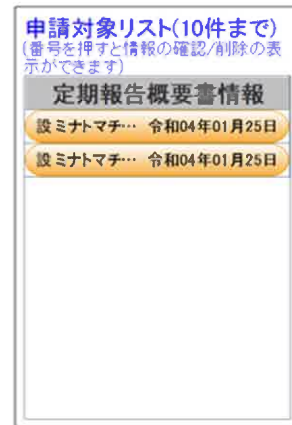 申請対象リスト(10件まで)
(番号を押すと情報の確認/削除の表
示ができます)
定期報告概要書情報
設 ミナトマチ… 令和04年01月25日
設 ミナトマチ… 令和04年01月25日